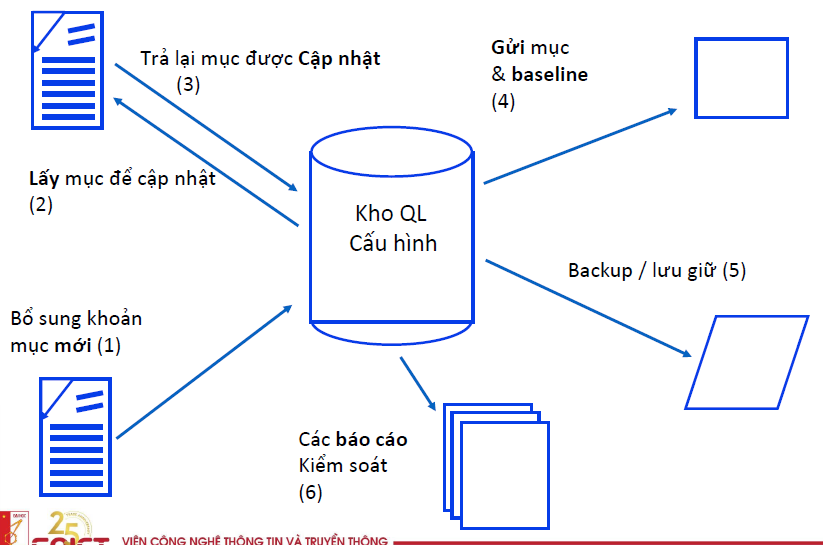 Trả lại mục được Cập nhật
(3)
Gửi mục
& baseline
(4)
Lấy mục để cập nhật
(2)
Kho QL
Cấu hình
Backup / lưu giữ (5)
Bổ sung khoản
mục mới (1)
Các báo cáo
Kiểm soát
(6)
25
VIỆN CÔNG NGHỆ THÔNG TIN VÀ TRUYỀN THÔNG